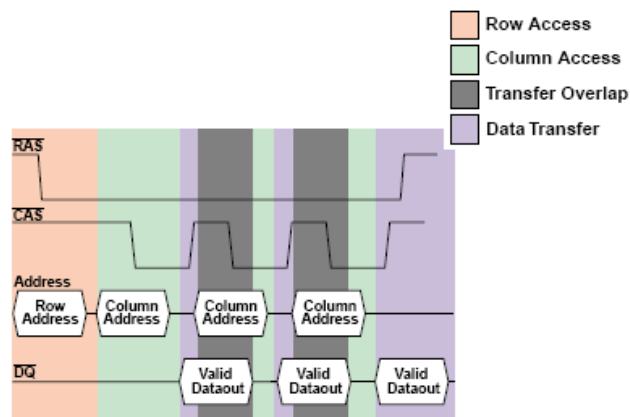 Row Access
Column Access
Transfer Overlap
Data Transfer
RAS
CAS
Address
Row
Address
Column
Address
Column
Address
Column
Address
DQ
Valid
Dataout
Valid
Dataout
Valid
Dataout